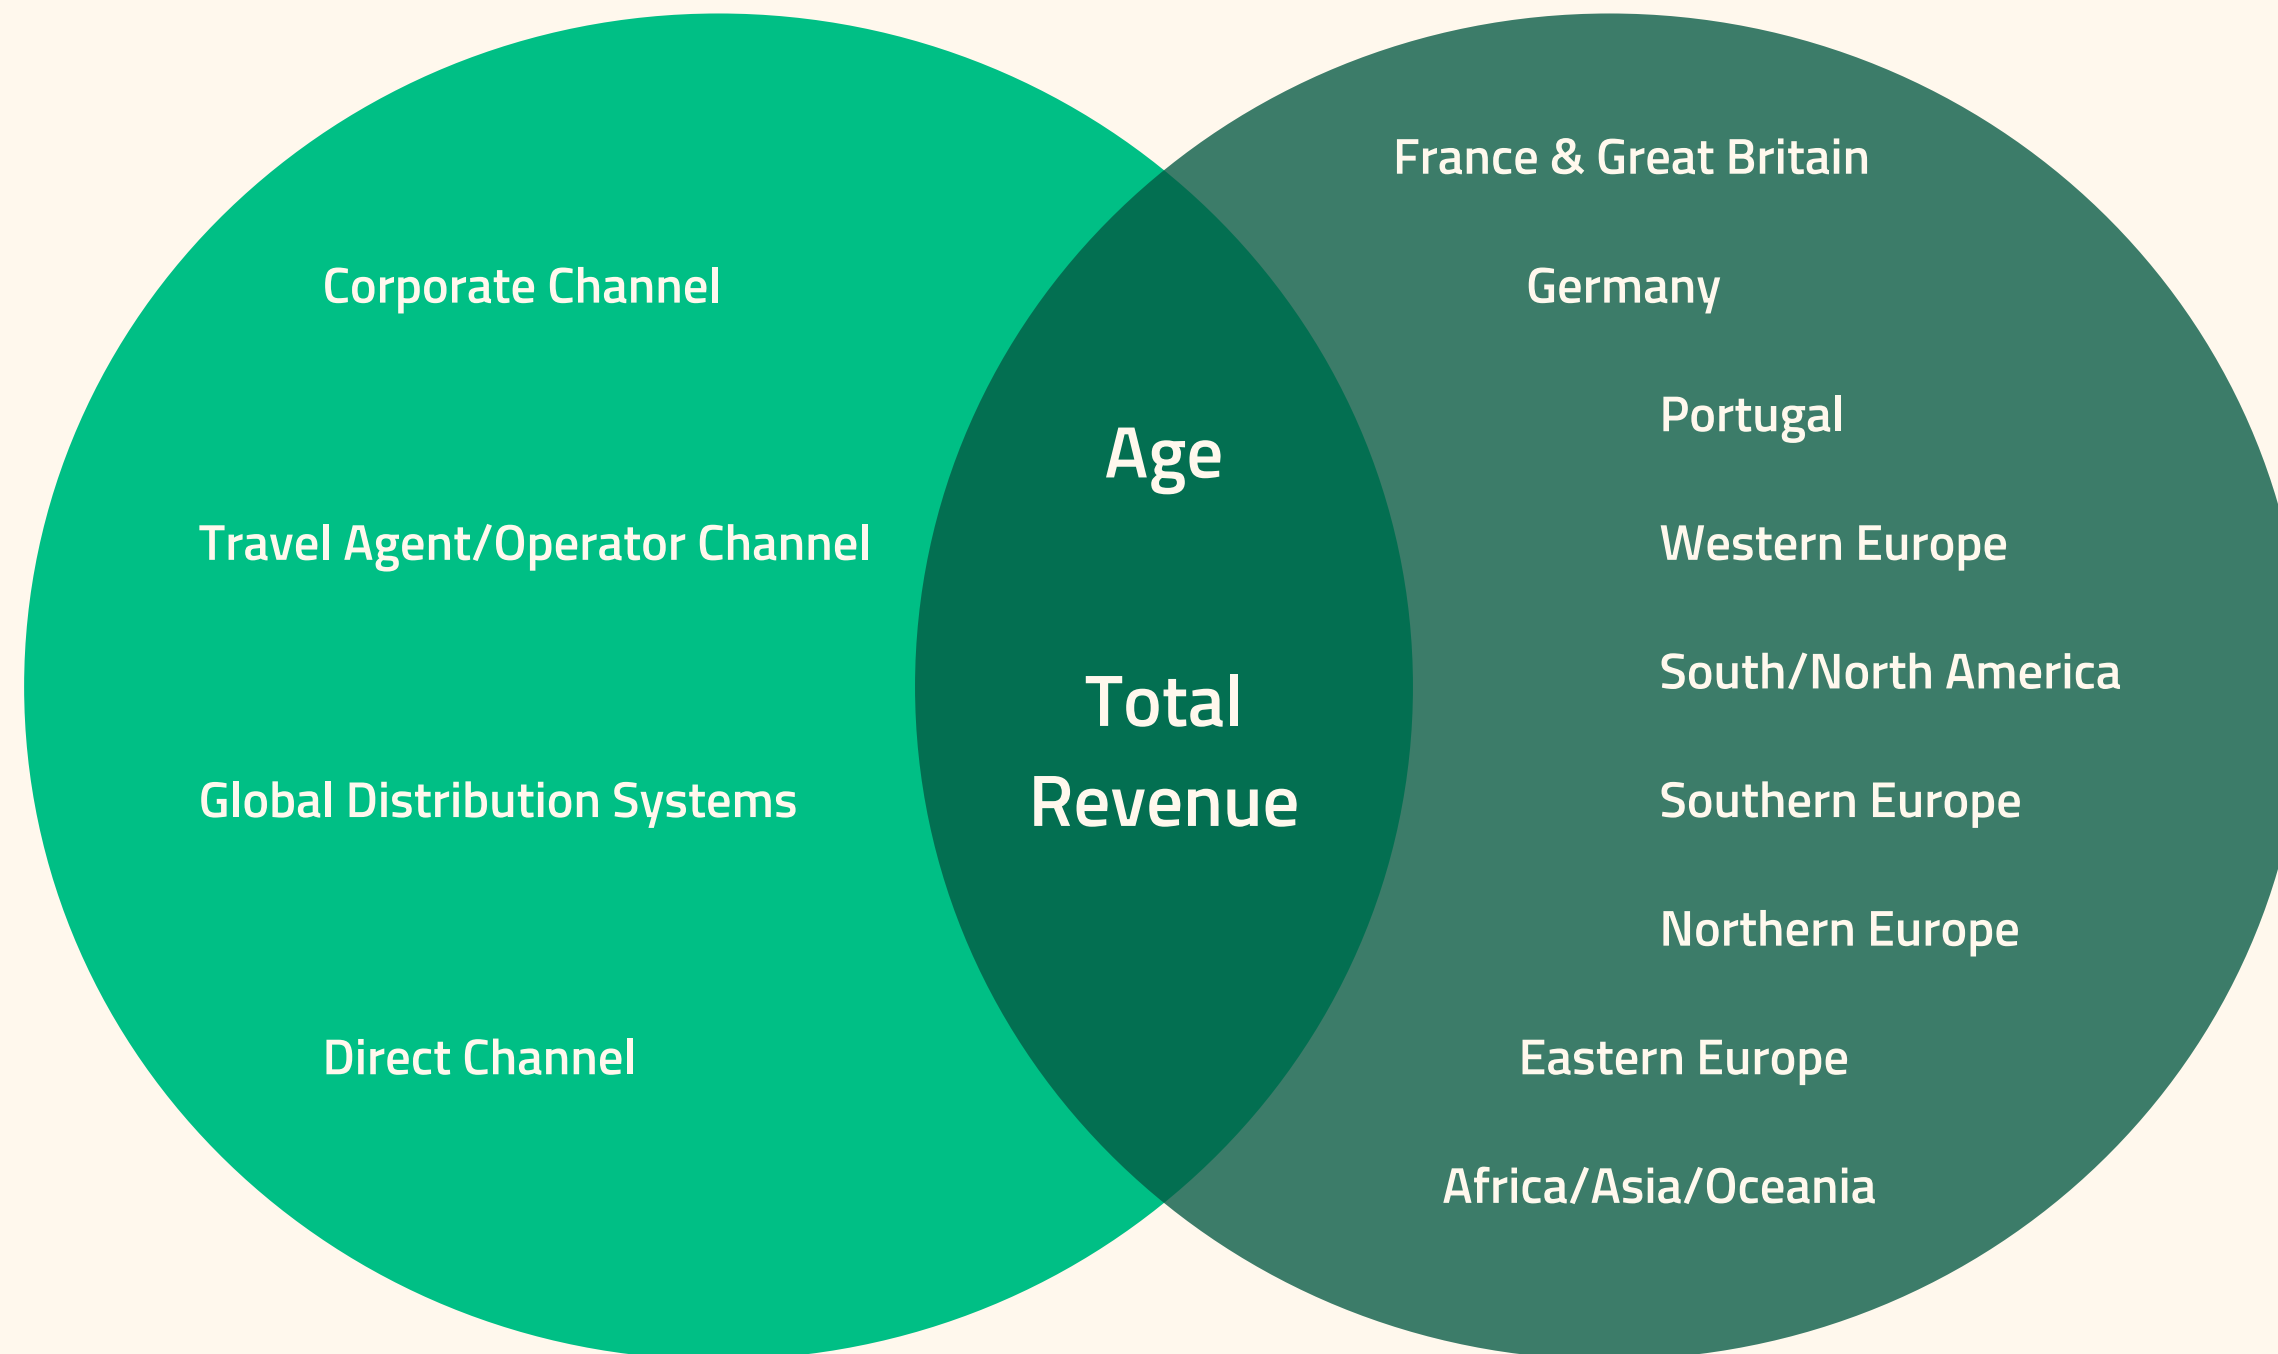 Corporate Channel
Travel Agent/Operator Channel
Global Distribution Systems
Direct Channel
Age
Total
Revenue
France & Great Britain
Germany
Portugal
Western Europe
South/North America
Southern Europe
Northern Europe
Eastern Europe
Africa/Asia/Oceania